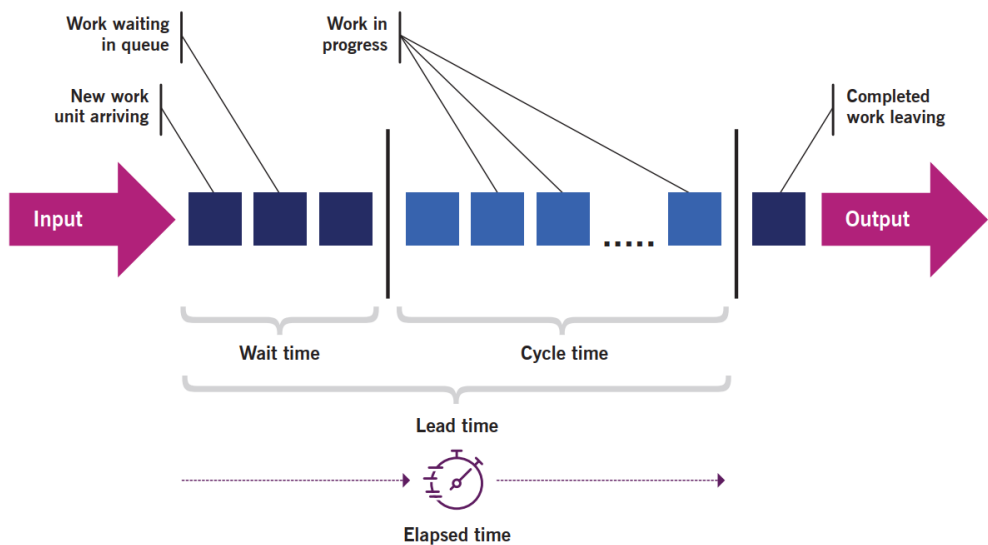 Work waiting
in queue
Work in
progress
New work
unit arriving
Completed
work leaving
Input
.....
Output
Wait time
Cycle time
Lead time
Elapsed time